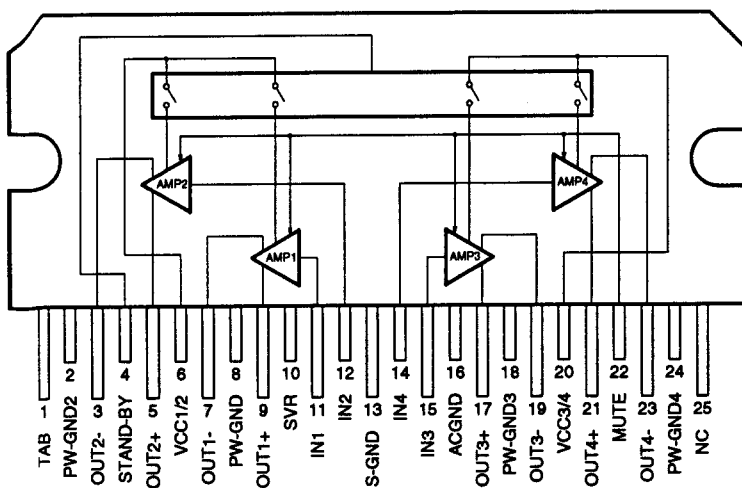 AMP2
AMP4
AMP1
AMP3
1 TAB
2 PW-GND2
3 OUT2-
4 STAND-BY
5 OUT2+
6 VCC1/2
7 OUT1-
8 PW-GND
9 OUT1+
10 SVR
11 IN1
12 IN2
13 S-GND
14 IN4
15 IN3
16 ACGND
17 OUT3+
18 PW-GND3
19 OUT3-
20 VCC3/4
21 OUT4+
22 MUTE
23 OUT4-
24 PW-GND4
25 NC